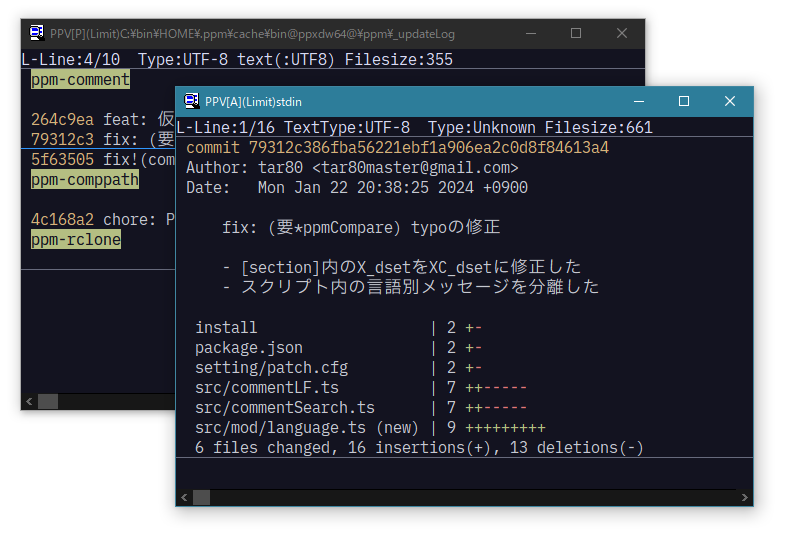 PPV[P](Limit)C:¥bin¥HOME¥.ppm¥cache¥bin@ppxdw64@¥ppm¥_updateLog
L-Line:4/10  Type:UTF-8 text(:UTF8) Filesize:355
ppm-comment
264c9ea feat: 仮
79312c3 fix: (要
5f63505 fix!(com
ppm-comppath
4c168a2 chore: P
ppm-rclone
PPV[A](Limit)stdin
L-Line:1/16 TextType:UTF-8  Type:Unknown Filesize:661
commit 79312c386fba56221ebf1a906ea2c0d8f84613a4
Author: tar80 <tar80master@gmail.com>
Date:   Mon Jan 22 20:38:25 2024 +0900
fix: (要*ppmCompare) typoの修正
- [section]内のX_dsetをXC_dsetに修正した
- スクリプト内の言語別メッセージを分離した
install | 2 +-
package.json | 2 +-
setting/patch.cfg | 2 +-
src/commentLF.ts | 7 ++-----
src/commentSearch.ts | 7 ++-----
src/mod/language.ts (new) | 9 +++++++++
6 files changed, 16 insertions(+), 13 deletions(-)